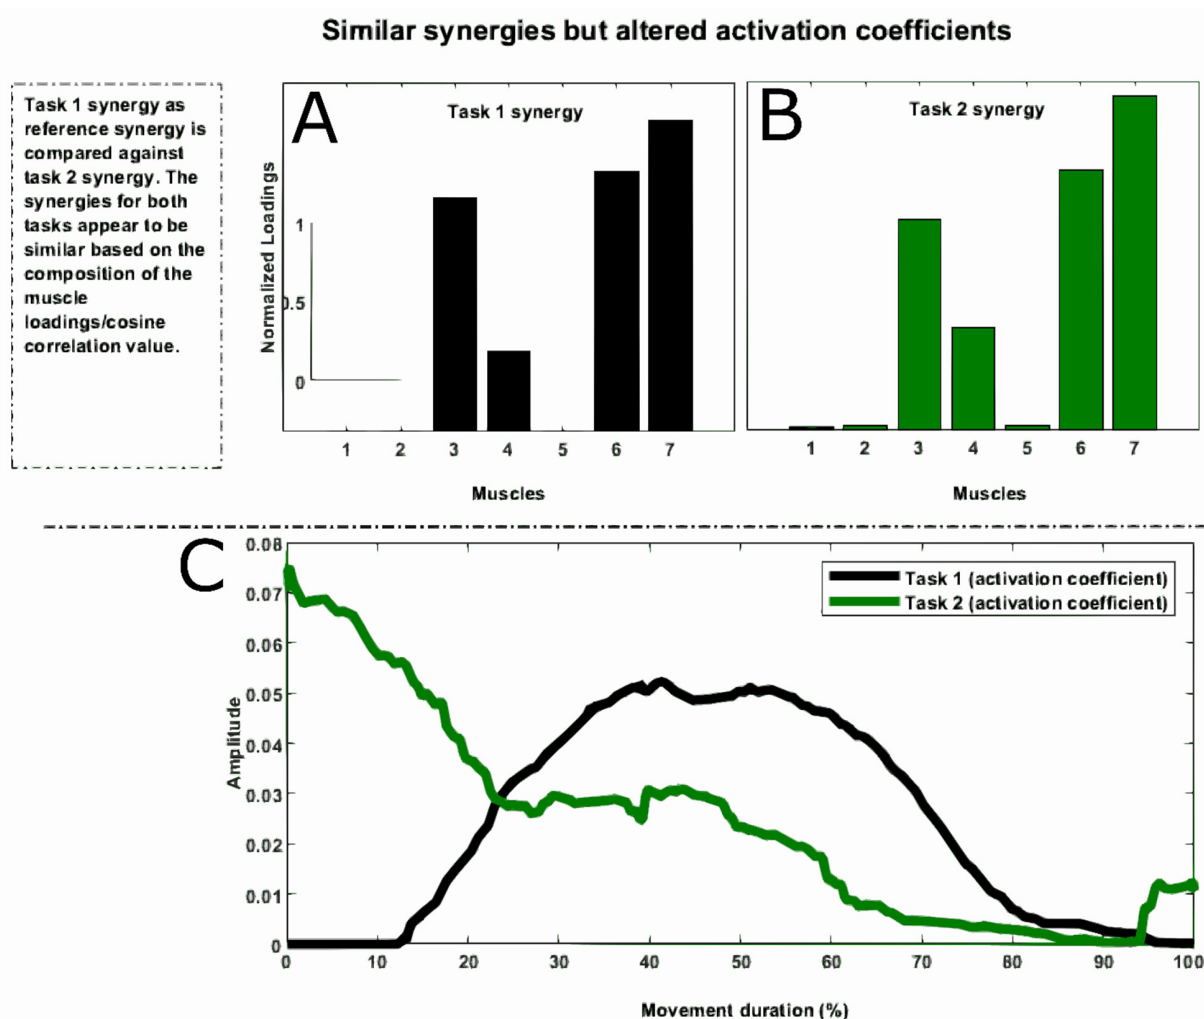 Similar synergies but altered activation coefficients
Task 1 synergy as
reference synergy is
compared against
task 2 synergy. The
synergies for both
tasks appear to be
similar based on the
composition of the
muscle
loadings/cosine
correlation value.
A
Task 1 synergy
Normalized Loadings
1
0.5
0
1 2 3 4 5 6 7
Muscles
B
Task 2 synergy
1 2 3 4 5 6 7
Muscles
C
Amplitude
0.08
0.07
0.06
0.05
0.04
0.03
0.02
0.01
0
Task 1 (activation coefficient)
Task 2 (activation coefficient)
0 10 20 30 40 50 60 70 80 90 100
Movement duration (%)